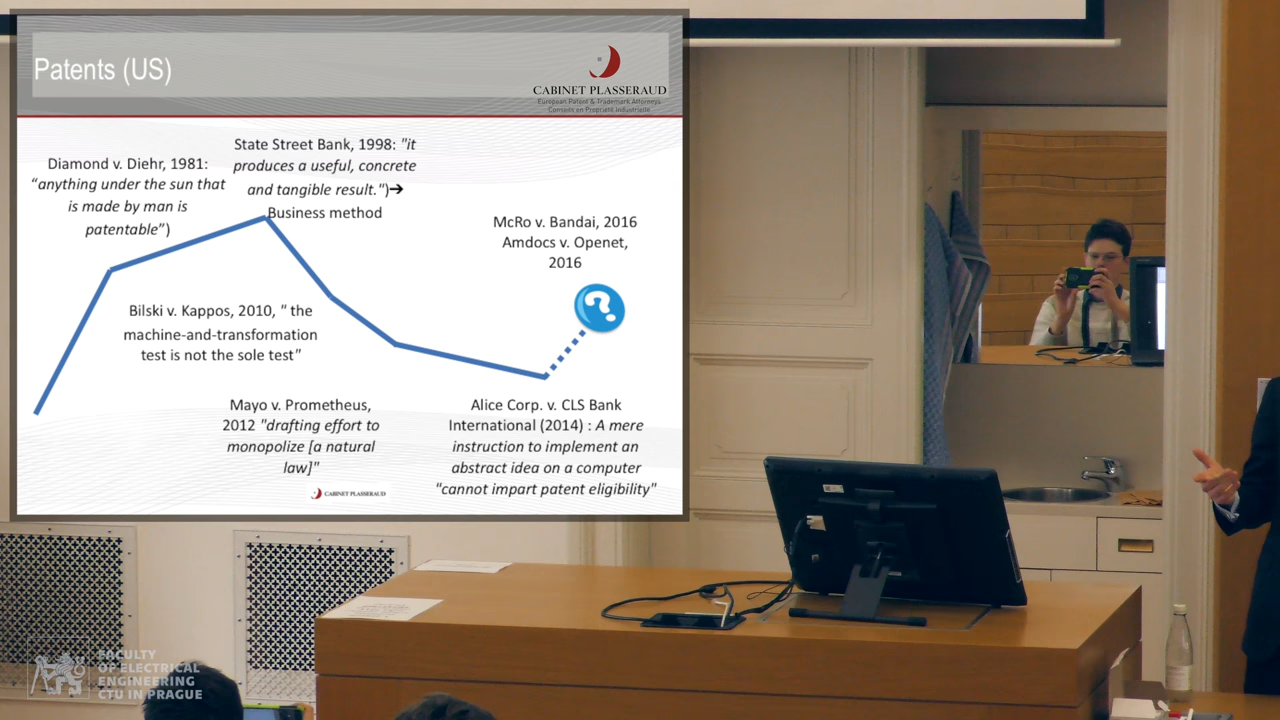 Patents (US)
CABINET PLASSERAUD
European Patent & Trademark Attorneys
Conseils en Propriété Industrielle
Diamond v. Diehr, 1981:
“anything under the sun that
is made by man is
patentable”)
State Street Bank, 1998: "it
produces a useful, concrete
and tangible result.")➔
Business method
McRo v. Bandai, 2016
Amdocs v. Openet,
2016
?
Bilski v. Kappos, 2010, “ the
machine-and-transformation
test is not the sole test”
Mayo v. Prometheus,
2012 "drafting effort to
monopolize [a natural
law]"
Alice Corp. v. CLS Bank
International (2014) : A mere
instruction to implement an
abstract idea on a computer
"cannot impart patent eligibility"
CABINET PLASSERAUD
FACULTY
OF ELECTRICAL
ENGINEERING
CTU IN PRAGUE